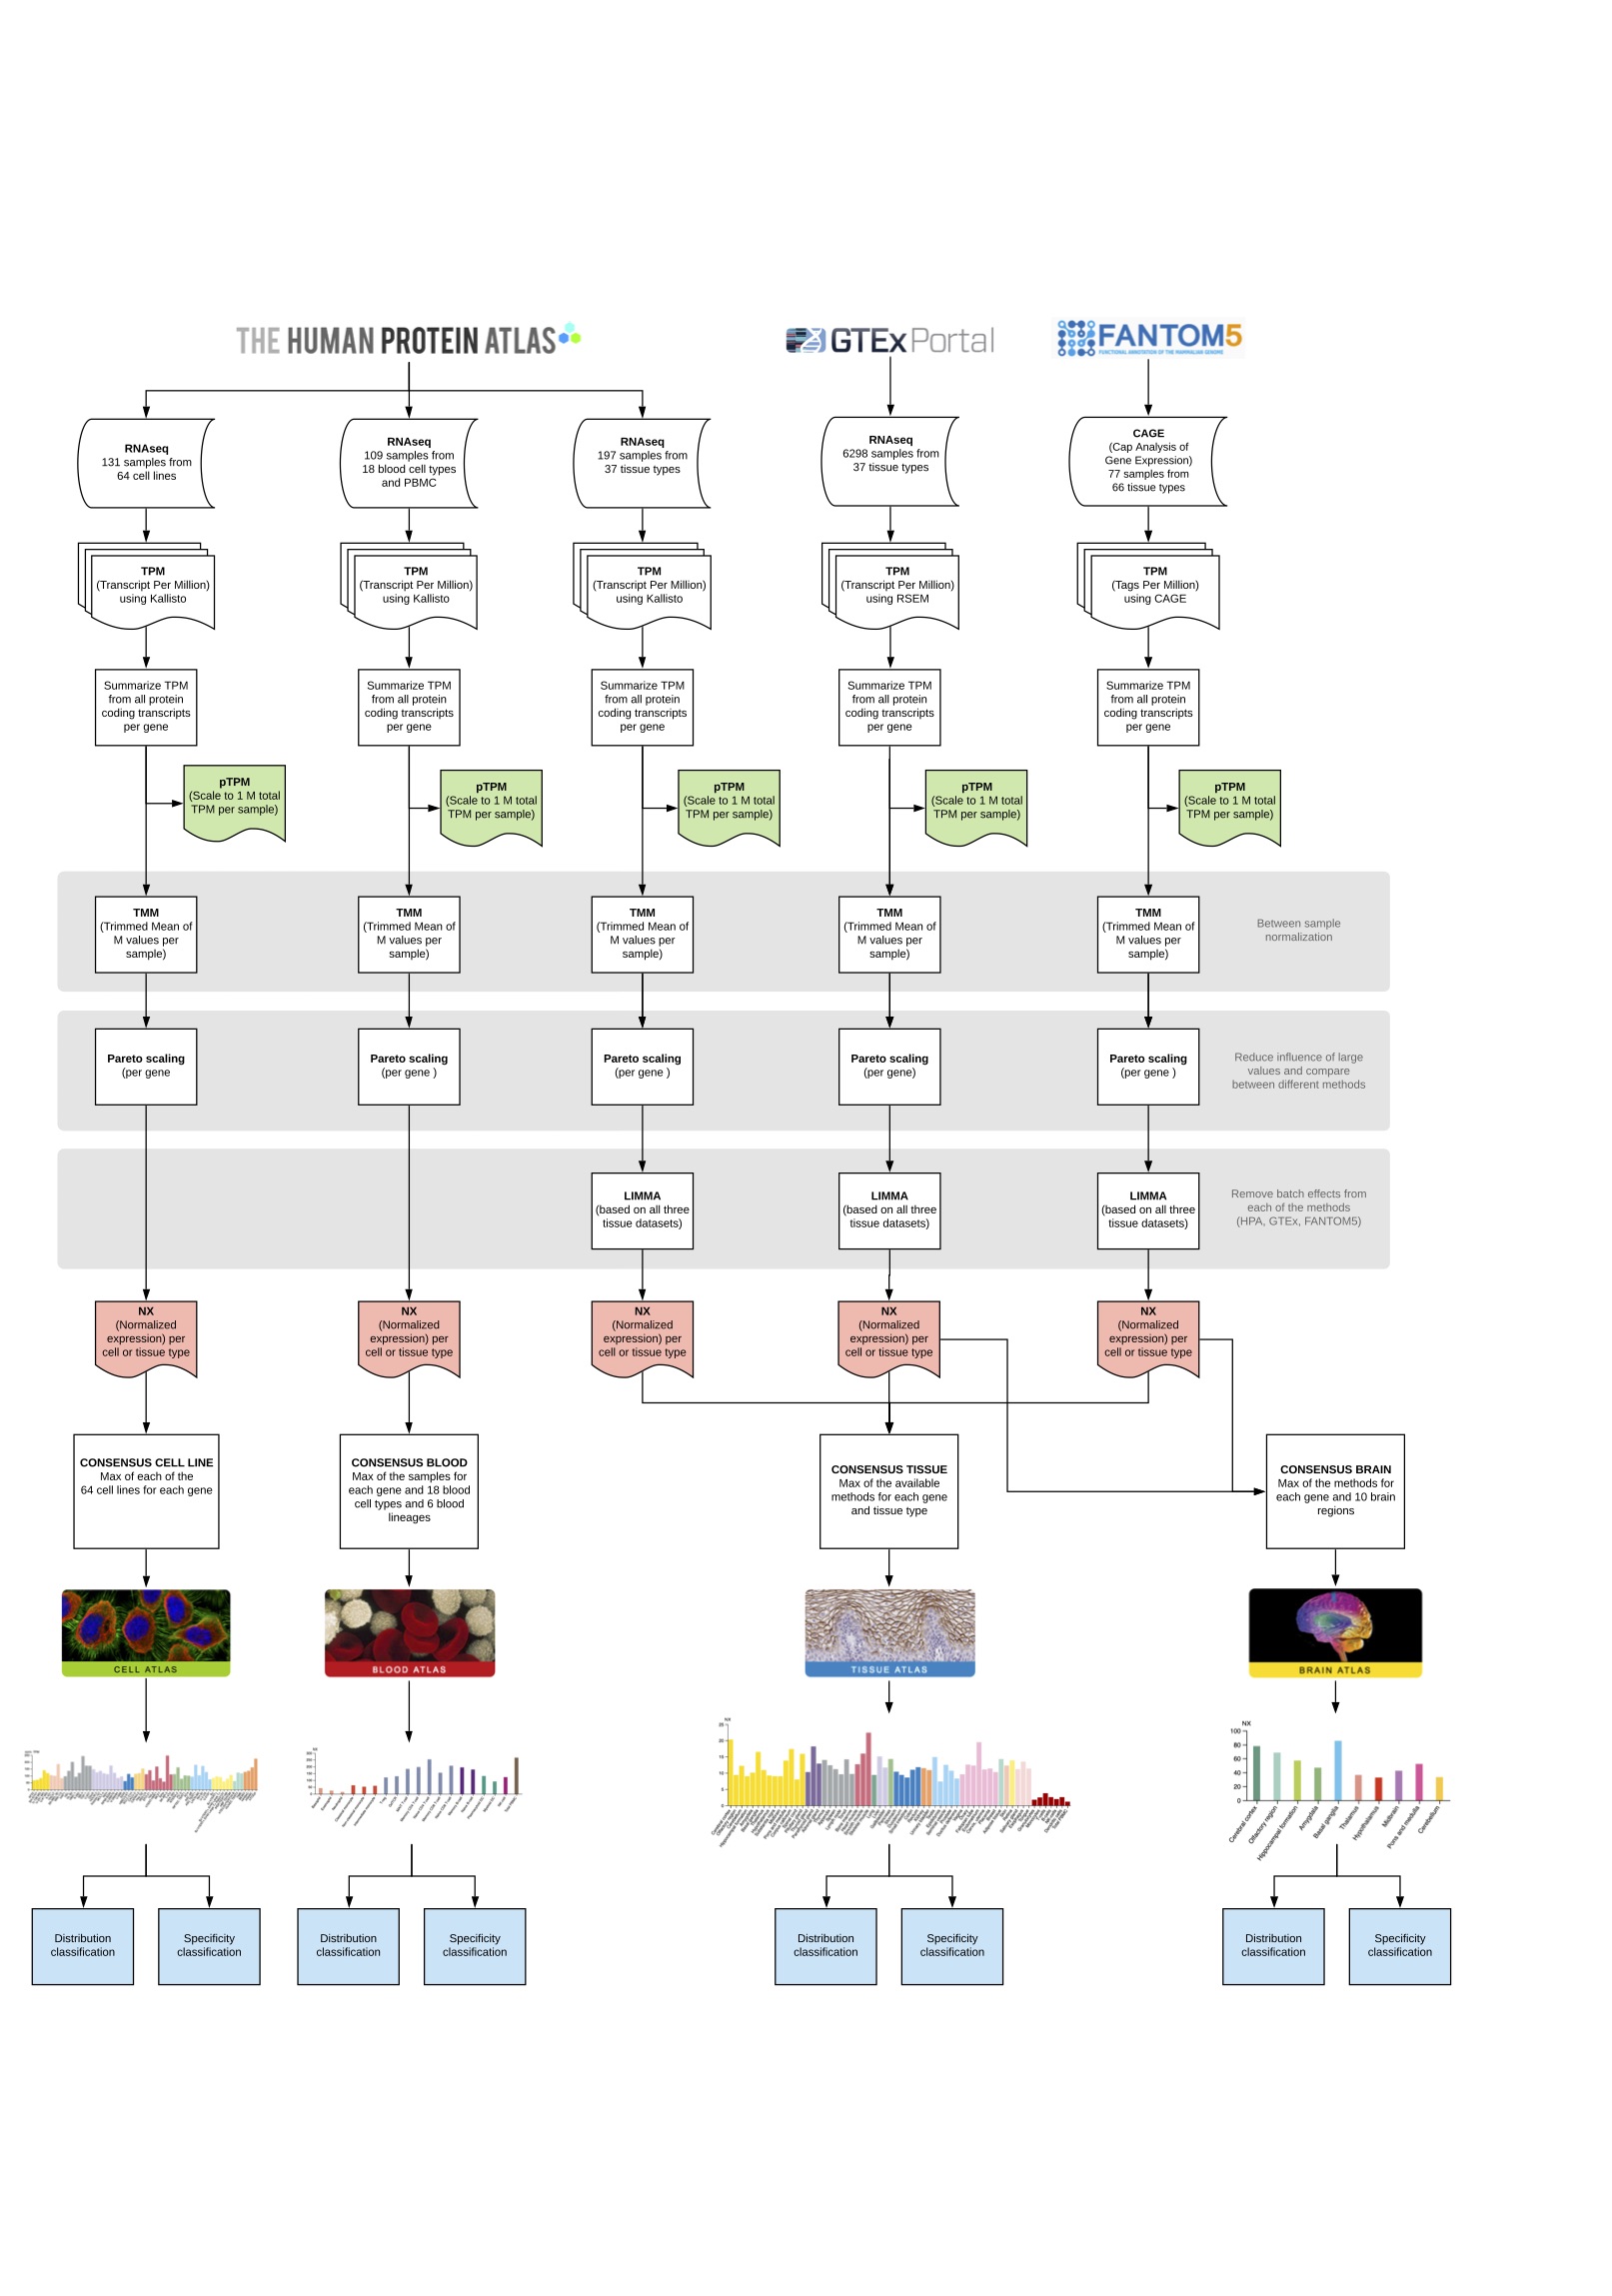 THE HUMAN PROTEIN ATLAS
GTEx Portal
FANTOM5
FUNCTIONAL ANNOTATION OF THE MAMMALIAN GENOME
RNAseq
131 samples from
64 cell lines
RNAseq
109 samples from
18 blood cell types
and PBMC
RNAseq
197 samples from
37 tissue types
RNAseq
6298 samples from
37 tissue types
CAGE
(Cap Analysis of
Gene Expression)
77 samples from
66 tissue types
TPM
(Transcript Per Million)
using Kallisto
TPM
(Transcript Per Million)
using Kallisto
TPM
(Transcript Per Million)
using Kallisto
TPM
(Transcript Per Million)
using RSEM
TPM
(Tags Per Million)
using CAGE
Summarize TPM
from all protein
coding transcripts
per gene
Summarize TPM
from all protein
coding transcripts
per gene
Summarize TPM
from all protein
coding transcripts
per gene
Summarize TPM
from all protein
coding transcripts
per gene
Summarize TPM
from all protein
coding transcripts
per gene
pTPM
(Scale to 1 M total
TPM per sample)
pTPM
(Scale to 1 M total
TPM per sample)
pTPM
(Scale to 1 M total
TPM per sample)
pTPM
(Scale to 1 M total
TPM per sample)
pTPM
(Scale to 1 M total
TPM per sample)
TMM
(Trimmed Mean of
M values per
sample)
TMM
(Trimmed Mean of
M values per
sample)
TMM
(Trimmed Mean of
M values per
sample)
TMM
(Trimmed Mean of
M values per
sample)
TMM
(Trimmed Mean of
M values per
sample)
Between sample
normalization
Pareto scaling
(per gene
Pareto scaling
(per gene )
Pareto scaling
(per gene )
Pareto scaling
(per gene)
Pareto scaling
(per gene )
Reduce influence of large
values and compare
between different methods
LIMMA
(based on all three
tissue datasets)
LIMMA
(based on all three
tissue datasets)
LIMMA
(based on all three
tissue datasets)
Remove batch effects from
each of the methods
(HPA, GTEx, FANTOM5)
NX
(Normalized
expression) per
cell or tissue type
NX
(Normalized
expression) per
cell or tissue type
NX
(Normalized
expression) per
cell or tissue type
NX
(Normalized
expression) per
cell or tissue type
NX
(Normalized
expression) per
cell or tissue type
CONSENSUS CELL LINE
Max of each of the
64 cell lines for each gene
CONSENSUS BLOOD
Max of the samples for
each gene and 18 blood
cell types and 6 blood
lineages
CONSENSUS TISSUE
Max of the available
methods for each gene
and tissue type
CONSENSUS BRAIN
Max of the methods for
each gene and 10 brain
regions
CELL ATLAS
BLOOD ATLAS
TISSUE ATLAS
BRAIN ATLAS
NX
25
20
15
10
5
0
NX
100
80
60
40
20
0
Cerebral cortex
Olfactory region
Hippocampal formation
Amygdala
Basal ganglia
Thalamus
Hypothalamus
Midbrain
Pons and medulla
Cerebellum
Distribution
classification
Specificity
classification
Distribution
classification
Specificity
classification
Distribution
classification
Specificity
classification
Distribution
classification
Specificity
classification